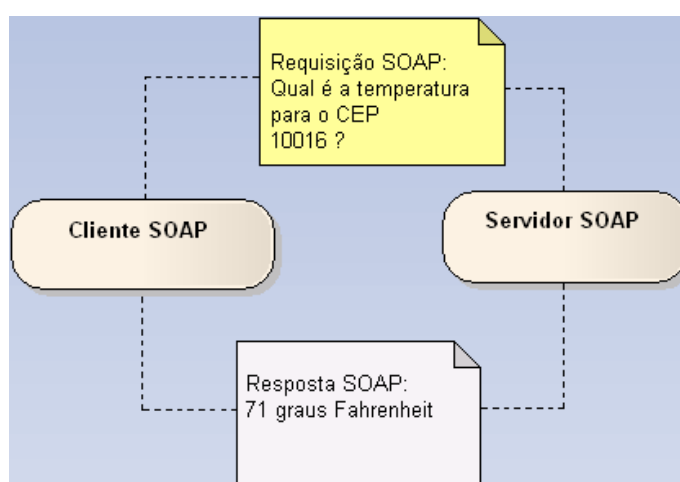 Requisição SOAP:
Qual é a temperatura
para o CEP
10016 ?
Cliente SOAP
Servidor SOAP
Resposta SOAP:
71 graus Fahrenheit